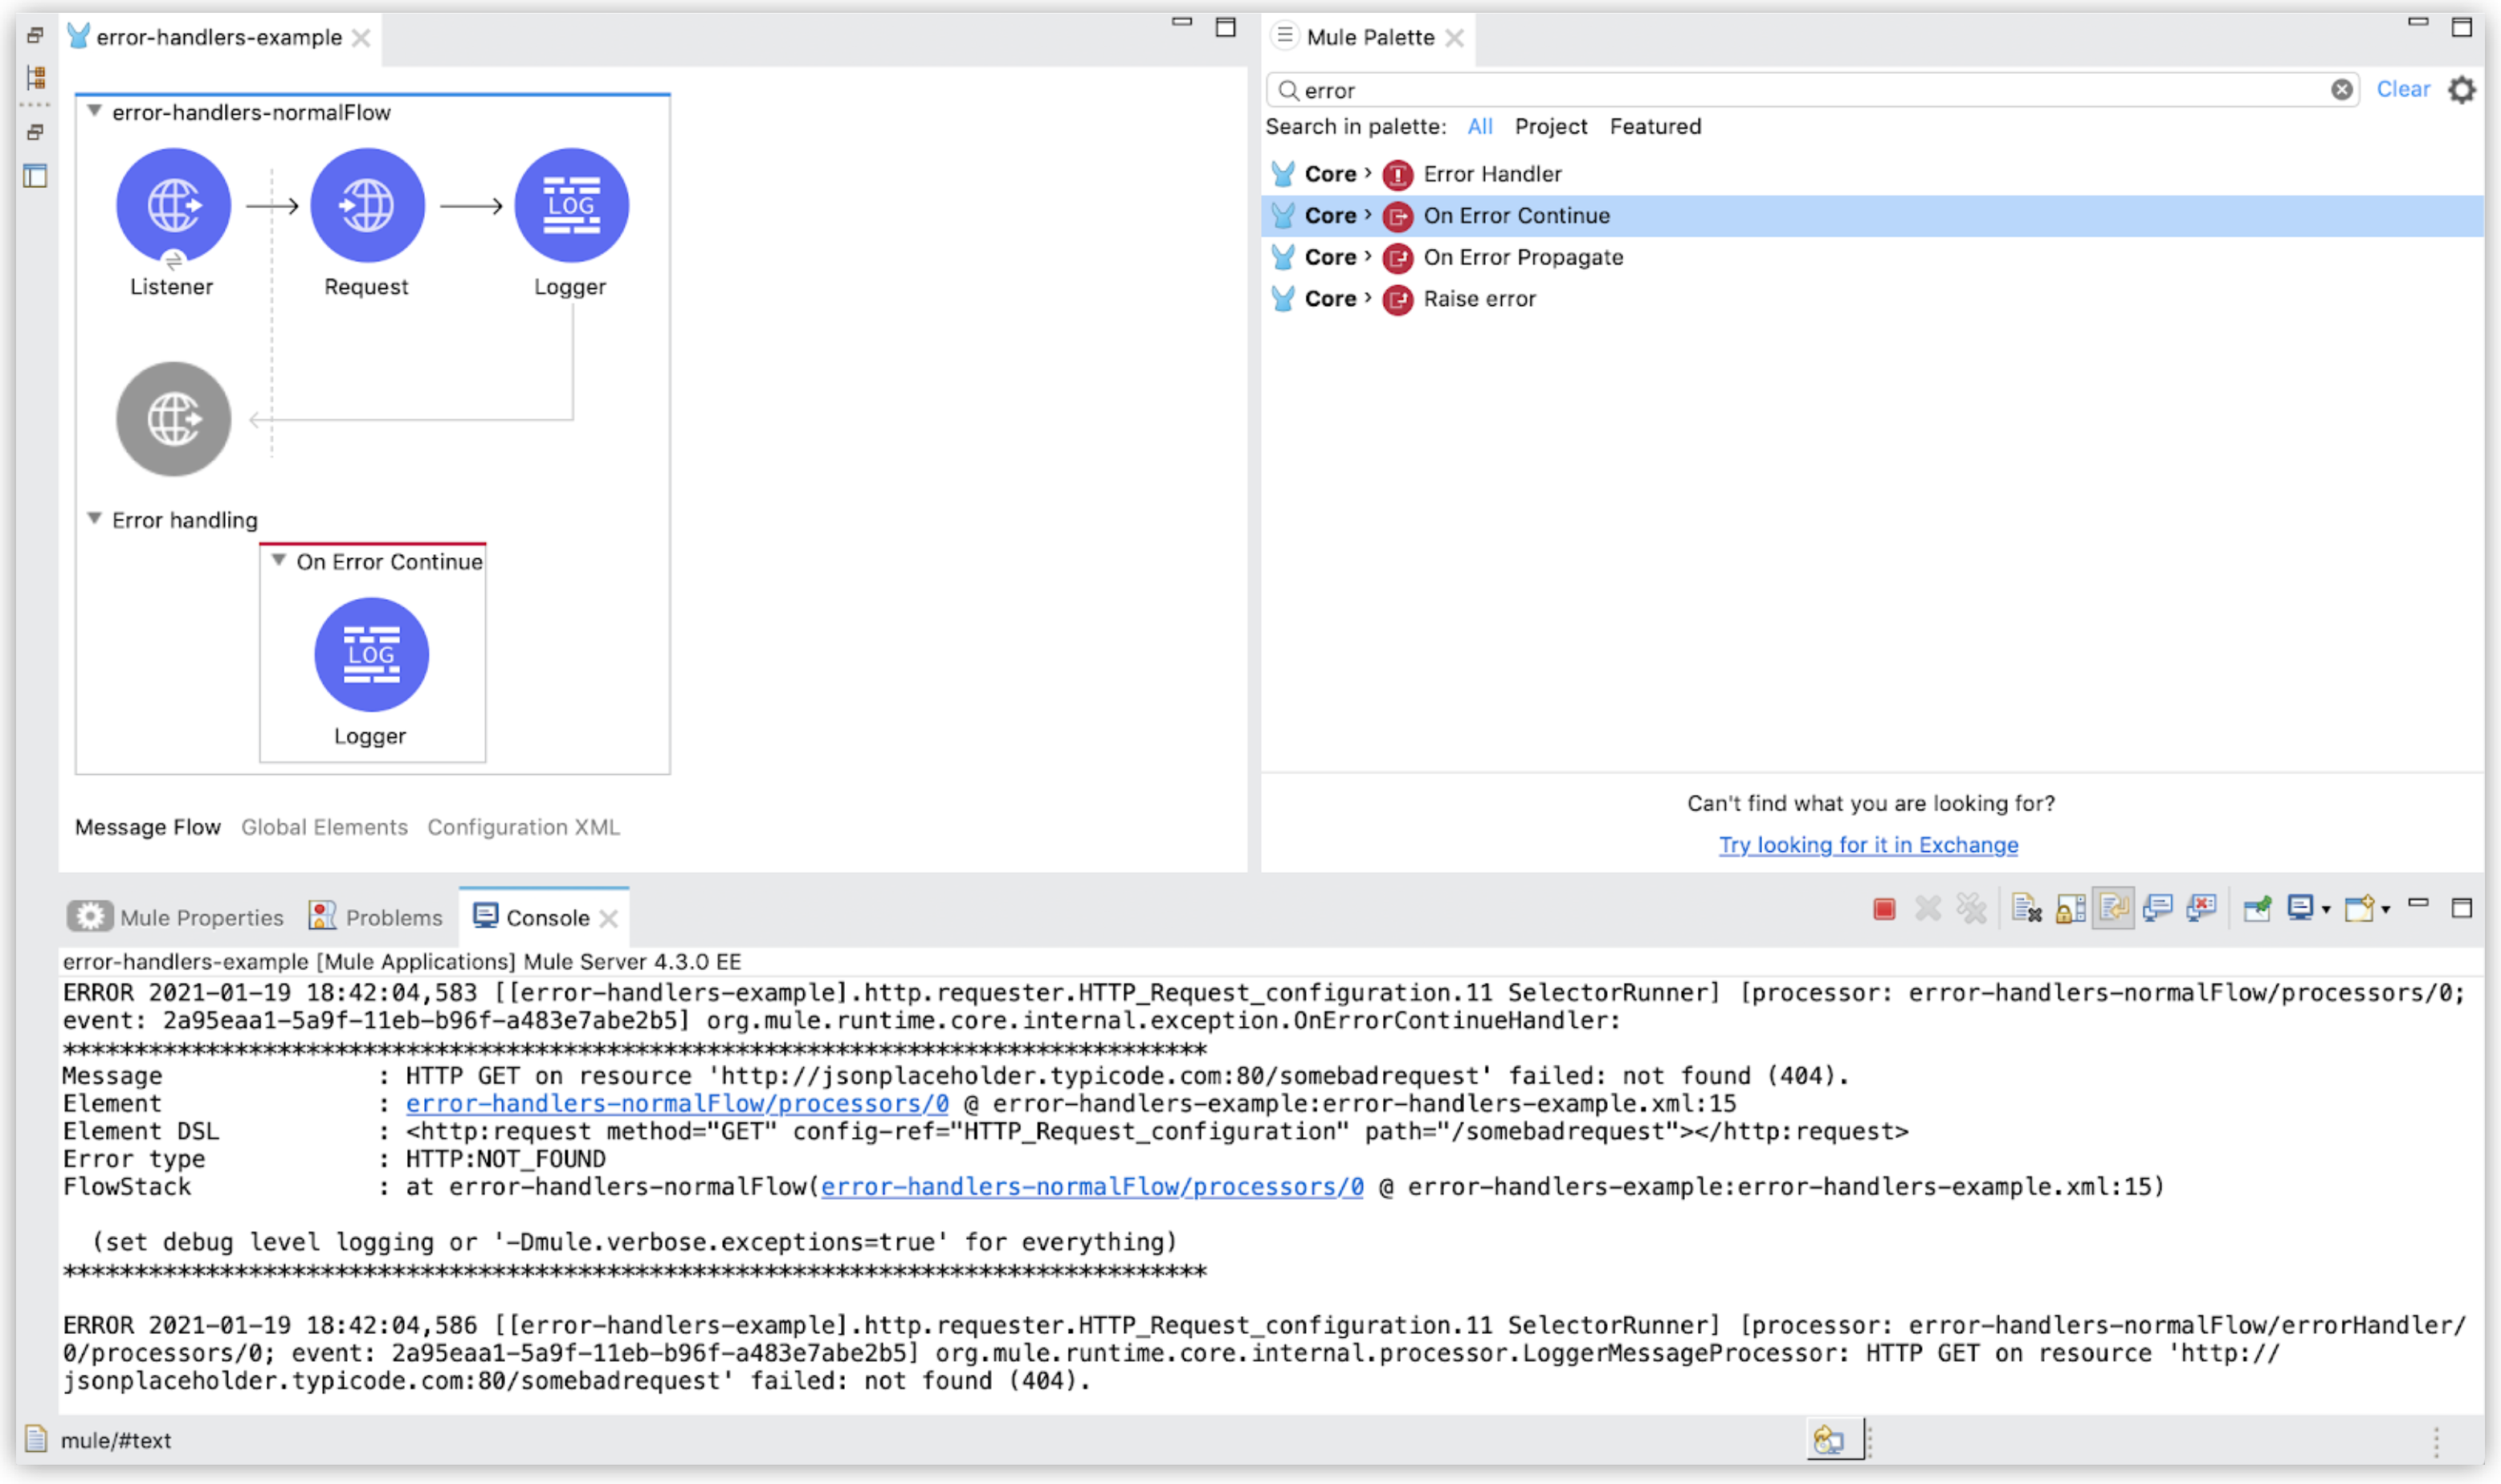 error-handlers-example
error-handlers-normalFlow
LOG
Listener
Request
Logger
Error handling
On Error Continue
LOG
Logger
Message Flow Global Elements Configuration XML
Mule Palette
error
Clear
Search in palette: All Project Featured
Core > Error Handler
Core > On Error Continue
Core > On Error Propagate
Core > Raise error
Can't find what you are looking for?
Try looking for it in Exchange
Mule Properties Problems Console
error-handlers-example [Mule Applications] Mule Server 4.3.0 EE
ERROR 2021-01-19 18:42:04,583 [[error-handlers-example].http.requester.HTTP_Request_configuration.11 SelectorRunner] [processor: error-handlers-normalFlow/processors/0;
event: 2a95eaa1-5a9f-11eb-b96f-a483e7abe2b5] org.mule.runtime.core.internal.exception.OnErrorContinueHandler:
********************************************************************************
Message : HTTP GET on resource 'http://jsonplaceholder.typicode.com:80/somebadrequest' failed: not found (404).
Element : error-handlers-normalFlow/processors/0 @ error-handlers-example:error-handlers-example.xml:15
Element DSL : <http:request method="GET" config-ref="HTTP_Request_configuration" path="/somebadrequest"></http:request>
Error type : HTTP:NOT_FOUND
FlowStack : at error-handlers-normalFlow(error-handlers-normalFlow/processors/0 @ error-handlers-example:error-handlers-example.xml:15)
(set debug level logging or '-Dmule.verbose.exceptions=true' for everything)
********************************************************************************
ERROR 2021-01-19 18:42:04,586 [[error-handlers-example].http.requester.HTTP_Request_configuration.11 SelectorRunner] [processor: error-handlers-normalFlow/errorHandler/
0/processors/0; event: 2a95eaa1-5a9f-11eb-b96f-a483e7abe2b5] org.mule.runtime.core.internal.processor.LoggerMessageProcessor: HTTP GET on resource 'http://
jsonplaceholder.typicode.com:80/somebadrequest' failed: not found (404).
mule/#text